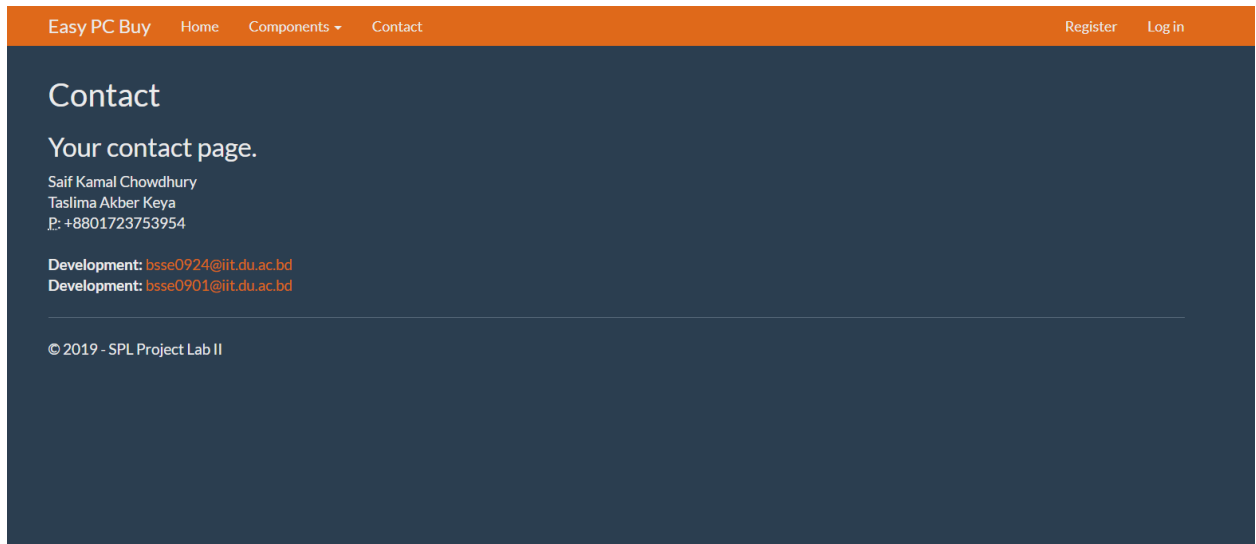 Easy PC Buy Home Components Contact Register Log in
Contact
Your contact page.
Saif Kamal Chowdhury
Taslima Akber Keya
P: +8801723753954
Development: bsse0924@iit.du.ac.bd
Development: bsse0901@iit.du.ac.bd
© 2019 - SPL Project Lab II